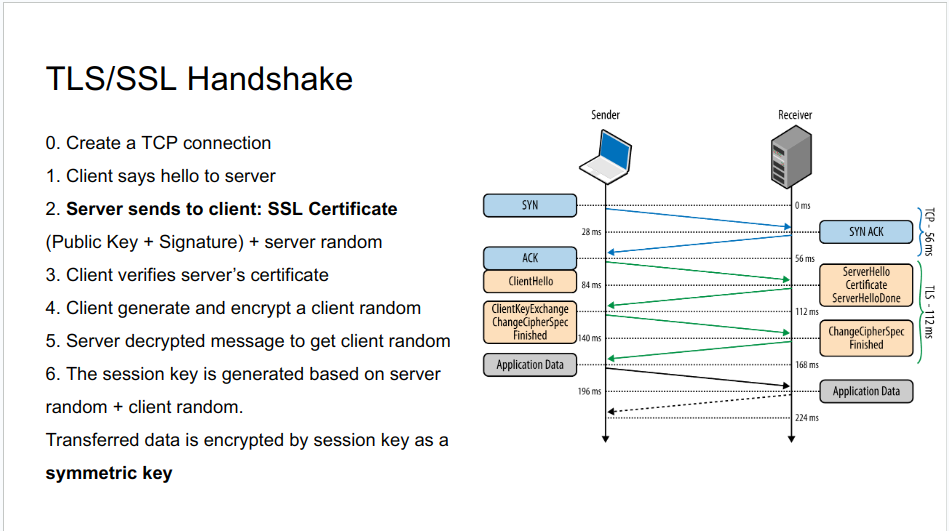 TLS/SSL Handshake
0. Create a TCP connection
1. Client says hello to server
2. Server sends to client: SSL Certificate
(Public Key + Signature) + server random
3. Client verifies server's certificate
4. Client generate and encrypt a client random
5. Server decrypted message to get client random
6. The session key is generated based on server
random + client random.
Transferred data is encrypted by session key as a
symmetric key
Sender
Receiver
SYN
0 ms
28 ms
SYN ACK
TCP - 56 ms
ACK
56 ms
ClientHello
84 ms
ServerHello
Certificate
ServerHelloDone
TLS - 112 ms
ClientKeyExchange
ChangeCipherSpec
Finished
112 ms
140 ms
ChangeCipherSpec
Finished
Application Data
168 ms
196 ms
Application Data
224 ms